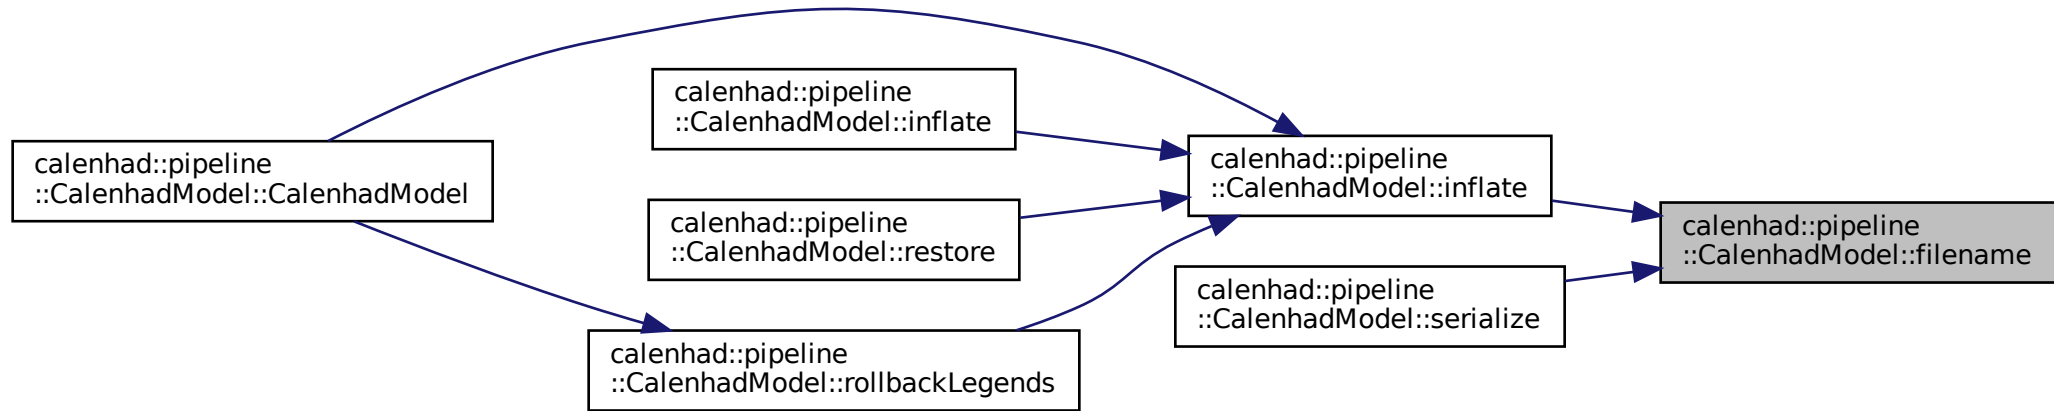 calenhad::pipeline
::CalenhadModel::CalenhadModel
calenhad::pipeline
::CalenhadModel::inflate
calenhad::pipeline
::CalenhadModel::restore
calenhad::pipeline
::CalenhadModel::rollbackLegends
calenhad::pipeline
::CalenhadModel::inflate
calenhad::pipeline
::CalenhadModel::serialize
calenhad::pipeline
::CalenhadModel::filename